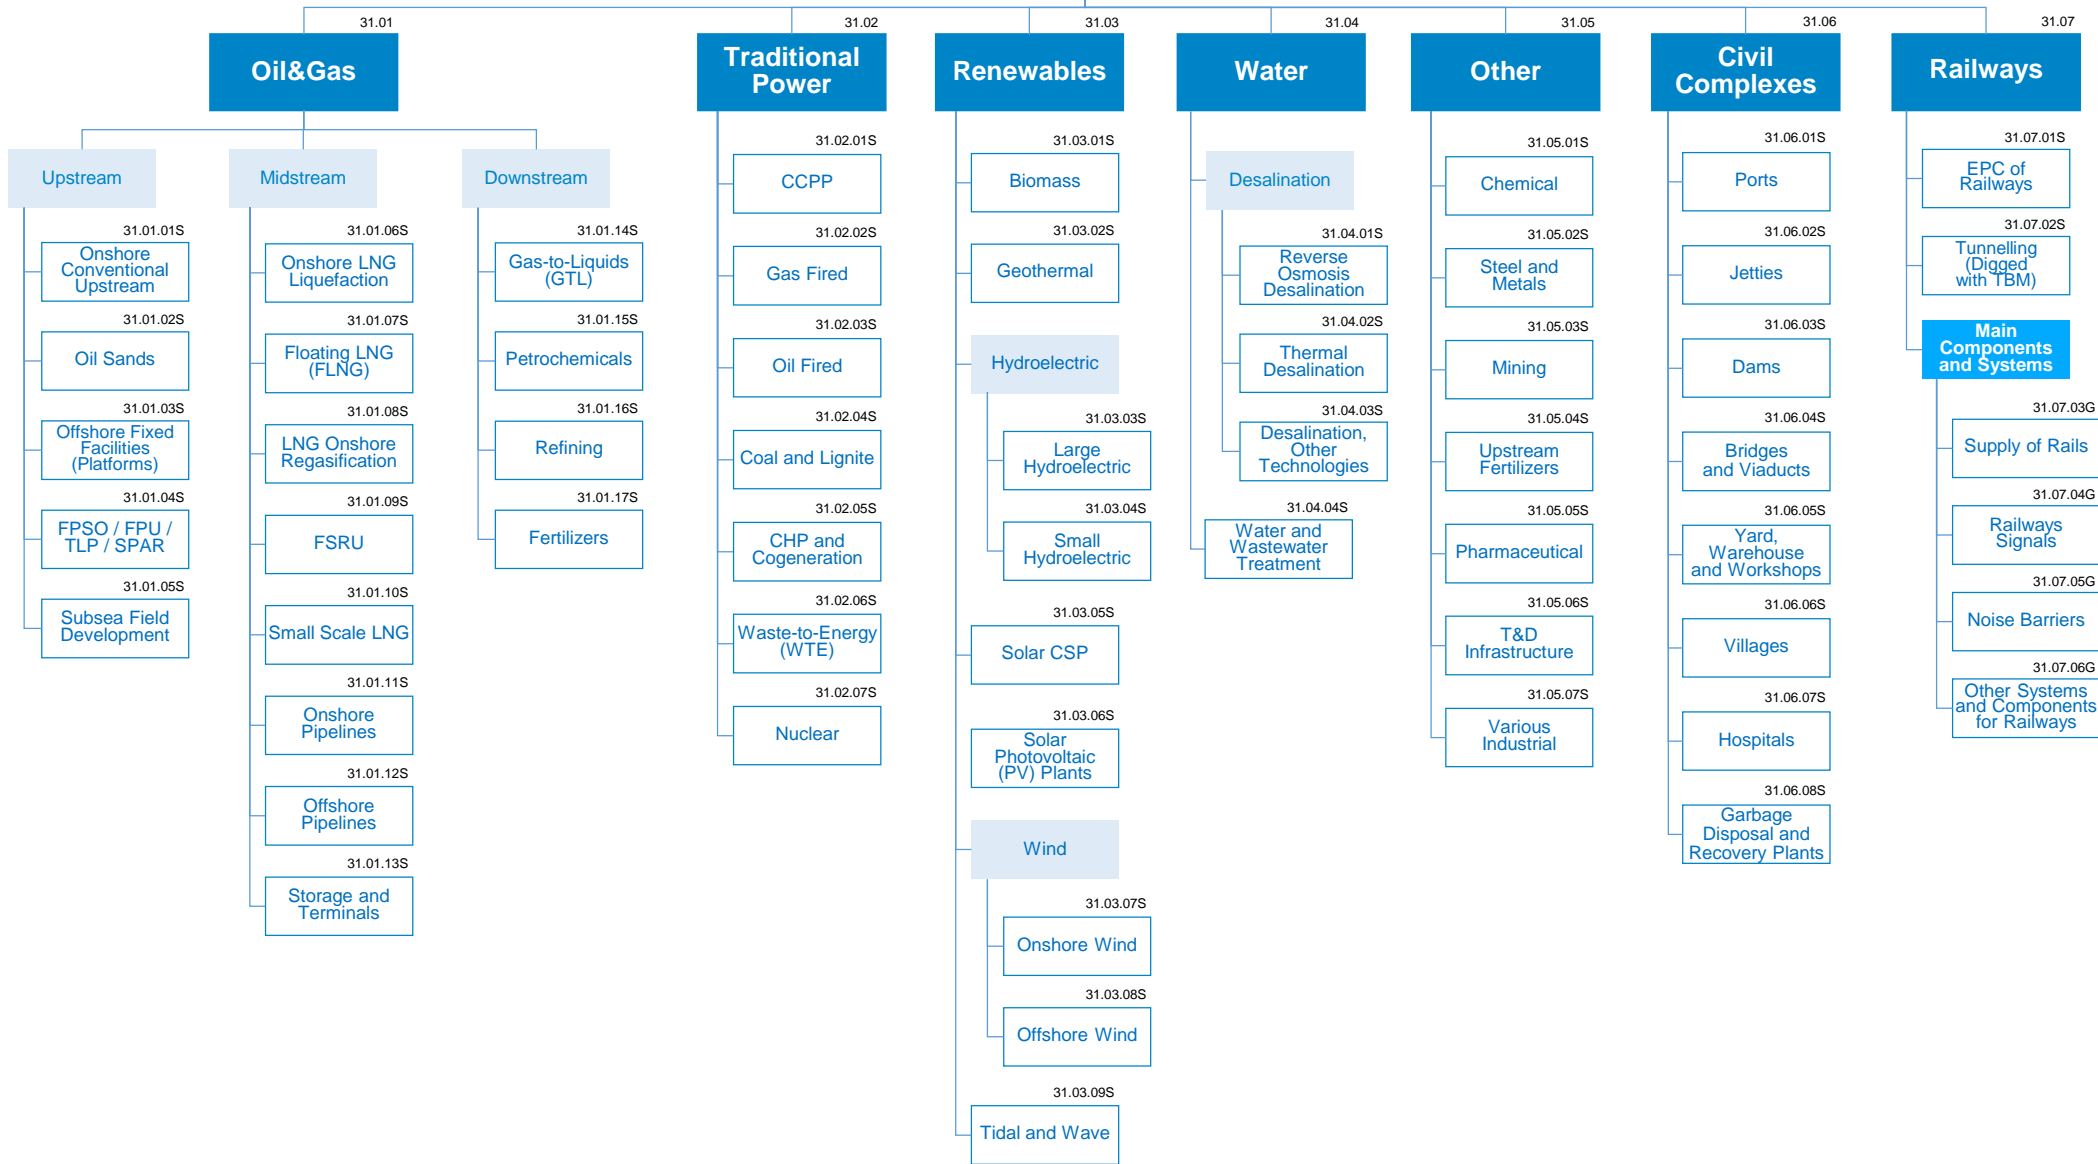 31.01
Oil&Gas
Upstream
31.01.01S
Onshore
Conventional
Upstream
31.01.02S
Oil Sands
31.01.03S
Offshore Fixed
Facilities
(Platforms)
31.01.04S
FPSO / FPU /
TLP / SPAR
31.01.05S
Subsea Field
Development
Midstream
31.01.06S
Onshore LNG
Liquefaction
31.01.07S
Floating LNG
(FLNG)
31.01.08S
LNG Onshore
Regasification
31.01.09S
FSRU
31.01.10S
Small Scale LNG
31.01.11S
Onshore
Pipelines
31.01.12S
Offshore
Pipelines
31.01.13S
Storage and
Terminals
Downstream
31.01.14S
Gas-to-Liquids
(GTL)
31.01.15S
Petrochemicals
31.01.16S
Refining
31.01.17S
Fertilizers
31.02
Traditional
Power
31.02.01S
CCPP
31.02.02S
Gas Fired
31.02.03S
Oil Fired
31.02.04S
Coal and Lignite
31.02.05S
CHP and
Cogeneration
31.02.06S
Waste-to-Energy
(WTE)
31.02.07S
Nuclear
31.03
Renewables
31.03.01S
Biomass
31.03.02S
Geothermal
Hydroelectric
31.03.03S
Large
Hydroelectric
31.03.04S
Small
Hydroelectric
31.03.05S
Solar CSP
31.03.06S
Solar
Photovoltaic
(PV) Plants
Wind
31.03.07S
Onshore Wind
31.03.08S
Offshore Wind
31.03.09S
Tidal and Wave
31.04
Water
Desalination
31.04.01S
Reverse
Osmosis
Desalination
31.04.02S
Thermal
Desalination
31.04.03S
Desalination,
Other
Technologies
31.04.04S
Water and
Wastewater
Treatment
31.05
Other
31.05.01S
Chemical
31.05.02S
Steel and
Metals
31.05.03S
Mining
31.05.04S
Upstream
Fertilizers
31.05.05S
Pharmaceutical
31.05.06S
T&D
Infrastructure
31.05.07S
Various
Industrial
31.06
Civil
Complexes
31.06.01S
Ports
31.06.02S
Jetties
31.06.03S
Dams
31.06.04S
Bridges
and Viaducts
31.06.05S
Yard,
Warehouse
and Workshops
31.06.06S
Villages
31.06.07S
Hospitals
31.06.08S
Garbage
Disposal and
Recovery Plants
31.07
Railways
31.07.01S
EPC of
Railways
31.07.02S
Tunnelling
(Digged
with TBM)
Main
Components
and Systems
31.07.03G
Supply of Rails
31.07.04G
Railways
Signals
31.07.05G
Noise Barriers
31.07.06G
Other Systems
and Components
for Railways